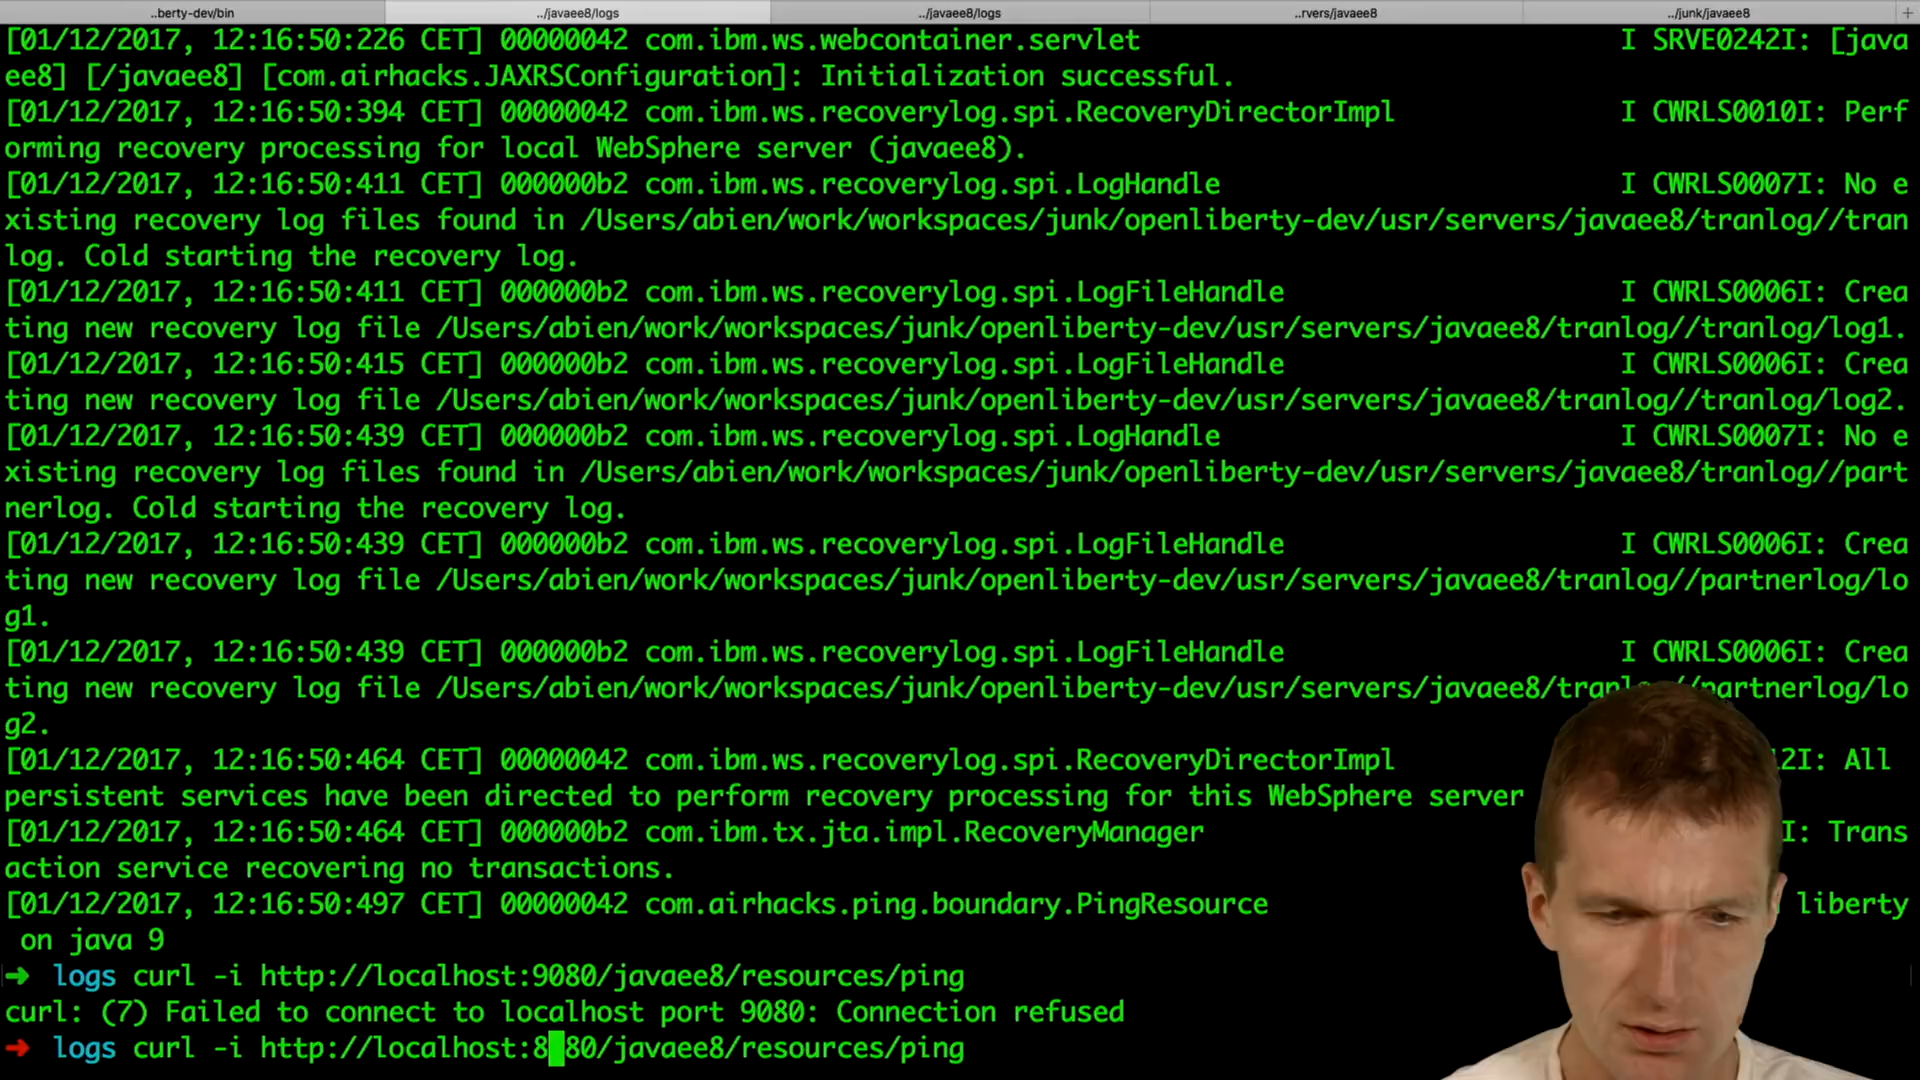 ..berty-dev/bin ../javaee8/logs ../javaee8/logs ..rvers/javaee8 ../junk/javaee8 +
[01/12/2017, 12:16:50:226 CET] 00000042 com.ibm.ws.webcontainer.servlet I SRVE0242I: [java
ee8] [/javaee8] [com.airhacks.JAXRSConfiguration]: Initialization successful.
[01/12/2017, 12:16:50:394 CET] 00000042 com.ibm.ws.recoverylog.spi.RecoveryDirectorImpl I CWRLS0010I: Perf
orming recovery processing for local WebSphere server (javaee8).
[01/12/2017, 12:16:50:411 CET] 000000b2 com.ibm.ws.recoverylog.spi.LogHandle I CWRLS0007I: No e
xisting recovery log files found in /Users/abien/work/workspaces/junk/openliberty-dev/usr/servers/javaee8/tranlog//tran
log. Cold starting the recovery log.
[01/12/2017, 12:16:50:411 CET] 000000b2 com.ibm.ws.recoverylog.spi.LogFileHandle I CWRLS0006I: Crea
ting new recovery log file /Users/abien/work/workspaces/junk/openliberty-dev/usr/servers/javaee8/tranlog//tranlog/log1.
[01/12/2017, 12:16:50:415 CET] 000000b2 com.ibm.ws.recoverylog.spi.LogFileHandle I CWRLS0006I: Crea
ting new recovery log file /Users/abien/work/workspaces/junk/openliberty-dev/usr/servers/javaee8/tranlog//tranlog/log2.
[01/12/2017, 12:16:50:439 CET] 000000b2 com.ibm.ws.recoverylog.spi.LogHandle I CWRLS0007I: No e
xisting recovery log files found in /Users/abien/work/workspaces/junk/openliberty-dev/usr/servers/javaee8/tranlog//part
nerlog. Cold starting the recovery log.
[01/12/2017, 12:16:50:439 CET] 000000b2 com.ibm.ws.recoverylog.spi.LogFileHandle I CWRLS0006I: Crea
ting new recovery log file /Users/abien/work/workspaces/junk/openliberty-dev/usr/servers/javaee8/tranlog//partnerlog/lo
g1.
[01/12/2017, 12:16:50:439 CET] 000000b2 com.ibm.ws.recoverylog.spi.LogFileHandle I CWRLS0006I: Crea
ting new recovery log file /Users/abien/work/workspaces/junk/openliberty-dev/usr/servers/javaee8/tranlog//partnerlog/lo
g2.
[01/12/2017, 12:16:50:464 CET] 00000042 com.ibm.ws.recoverylog.spi.RecoveryDirectorImpl 2I: All
persistent services have been directed to perform recovery processing for this WebSphere server
[01/12/2017, 12:16:50:464 CET] 000000b2 com.ibm.tx.jta.impl.RecoveryManager I: Trans
action service recovering no transactions.
[01/12/2017, 12:16:50:497 CET] 00000042 com.airhacks.ping.boundary.PingResource liberty
on java 9
➜ logs curl -i http://localhost:9080/javaee8/resources/ping
curl: (7) Failed to connect to localhost port 9080: Connection refused
➜ logs curl -i http://localhost:8 80/javaee8/resources/ping